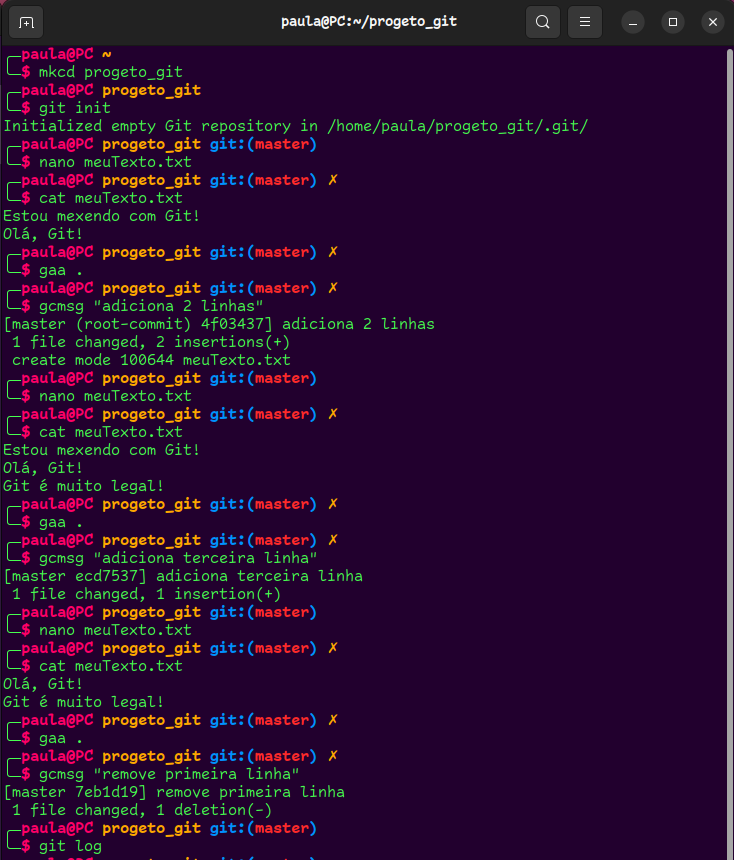 paula@PC:~/progeto_git
paula@PC ~
$ mkcd progeto_git
paula@PC progeto_git
$ git init
Initialized empty Git repository in /home/paula/progeto_git/.git/
paula@PC progeto_git git:(master)
$ nano meuTexto.txt
paula@PC progeto_git git:(master) ✗
$ cat meuTexto.txt
Estou mexendo com Git!
Olá, Git!
paula@PC progeto_git git:(master) ✗
$ gaa .
paula@PC progeto_git git:(master) ✗
$ gcmsg "adiciona 2 linhas"
[master (root-commit) 4f03437] adiciona 2 linhas
1 file changed, 2 insertions(+)
create mode 100644 meuTexto.txt
paula@PC progeto_git git:(master)
$ nano meuTexto.txt
paula@PC progeto_git git:(master) ✗
$ cat meuTexto.txt
Estou mexendo com Git!
Olá, Git!
Git é muito legal!
paula@PC progeto_git git:(master) ✗
$ gaa .
paula@PC progeto_git git:(master) ✗
$ gcmsg "adiciona terceira linha"
[master ecd7537] adiciona terceira linha
1 file changed, 1 insertion(+)
paula@PC progeto_git git:(master)
$ nano meuTexto.txt
paula@PC progeto_git git:(master) ✗
$ cat meuTexto.txt
Olá, Git!
Git é muito legal!
paula@PC progeto_git git:(master) ✗
$ gaa .
paula@PC progeto_git git:(master) ✗
$ gcmsg "remove primeira linha"
[master 7eb1d19] remove primeira linha
1 file changed, 1 deletion(-)
paula@PC progeto_git git:(master)
$ git log